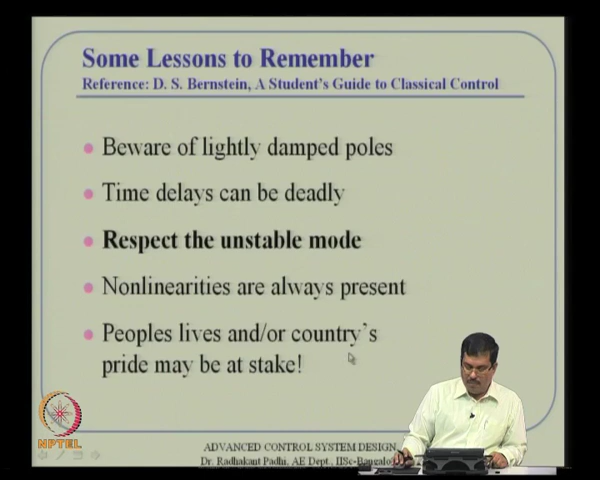 Some Lessons to Remember
Reference: D. S. Bernstein, A Student's Guide to Classical Control
Beware of lightly damped poles
Time delays can be deadly
Respect the unstable mode
Nonlinearities are always present
Peoples lives and/or country's
pride may be at stake!
NPTEL
ADVANCED CONTROL SYSTEM DESIGN
Dr. Radhakant Padhi, AE Dept., IISc-Bangalo